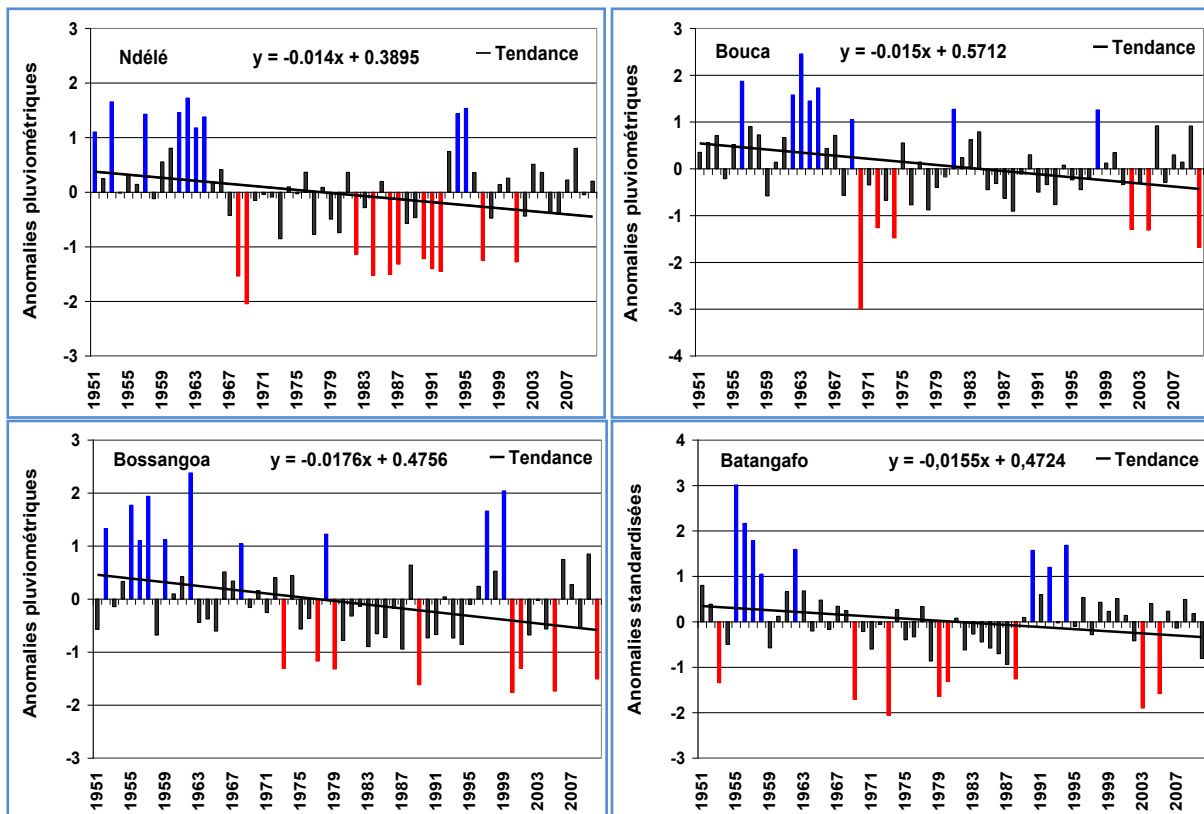 Ndélé
y = -0.014x + 0.3895
Tendance
Anomalies pluviométriques
3
2
1
0
-1
-2
-3
1951 1955 1959 1963 1967 1971 1975 1979 1983 1987 1991 1995 1999 2003 2007
Bouca
y = -0.015x + 0.5712
Tendance
Anomalies pluviométriques
3
2
1
0
-1
-2
-3
-4
1951 1955 1959 1963 1967 1971 1975 1979 1983 1987 1991 1995 1999 2003 2007
Bossangoa
y = -0.0176x + 0.4756
Tendance
Anomalies pluviométriques
3
2
1
0
-1
-2
-3
1951 1955 1959 1963 1967 1971 1975 1979 1983 1987 1991 1995 1999 2003 2007
Batangafo
y = -0,0155x + 0,4724
Tendance
Anomalies standardisées
4
3
2
1
0
-1
-2
-3
1951 1955 1959 1963 1967 1971 1975 1979 1983 1987 1991 1995 1999 2003 2007